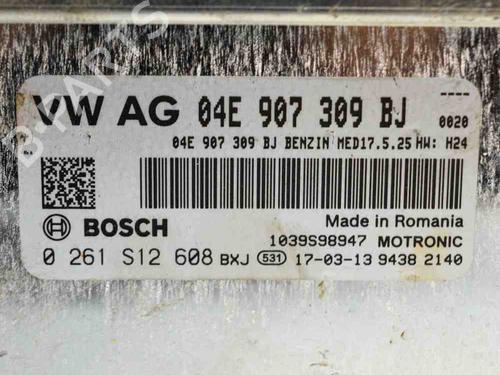 VW AG 04E 907 309 BJ
----
0020
04E 907 309 BJ BENZIN MED17.5.25 HW: H24
BOSCH
Made in Romania
1039S98947 MOTRONIC
0 261 S12 608 BXJ 531 17-03-13 9438 2140
B-PARTS